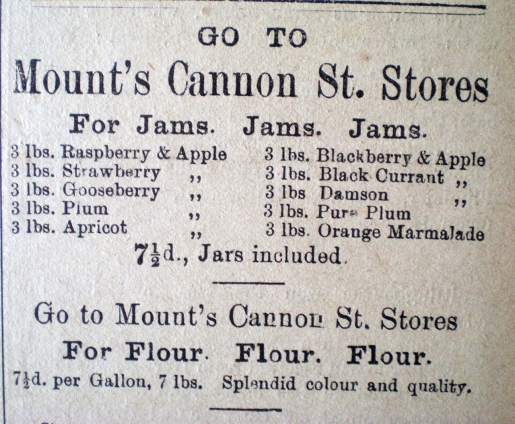 GO TO
Mount's Cannon St. Stores
For Jams. Jams. Jams.
3 lbs. Raspberry & Apple
3 lbs. Strawberry ,,
3 lbs. Gooseberry ,,
3 lbs. Plum ,,
3 lbs. Apricot ,,
3 lbs. Blackberry & Apple
3 lbs. Black Currant ,,
3 lbs Damson ,,
3 lbs. Pure Plum
3 lbs. Orange Marmalade
7½d., Jars included.
Go to Mount's Cannon St. Stores
For Flour. Flour. Flour.
7½d. per Gallon, 7 lbs. Splendid colour and quality.